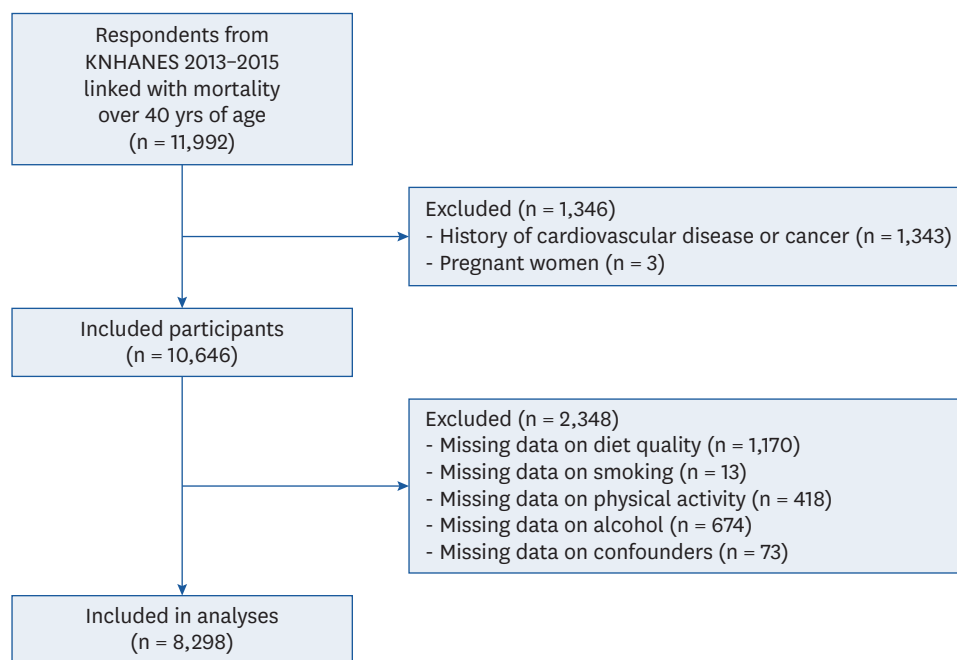 Respondents from
KNHANES 2013–2015
linked with mortality
over 40 yrs of age
(n = 11,992)
Excluded (n = 1,346)
- History of cardiovascular disease or cancer (n = 1,343)
- Pregnant women (n = 3)
Included participants
(n = 10,646)
Excluded (n = 2,348)
- Missing data on diet quality (n = 1,170)
- Missing data on smoking (n = 13)
- Missing data on physical activity (n = 418)
- Missing data on alcohol (n = 674)
- Missing data on confounders (n = 73)
Included in analyses
(n = 8,298)